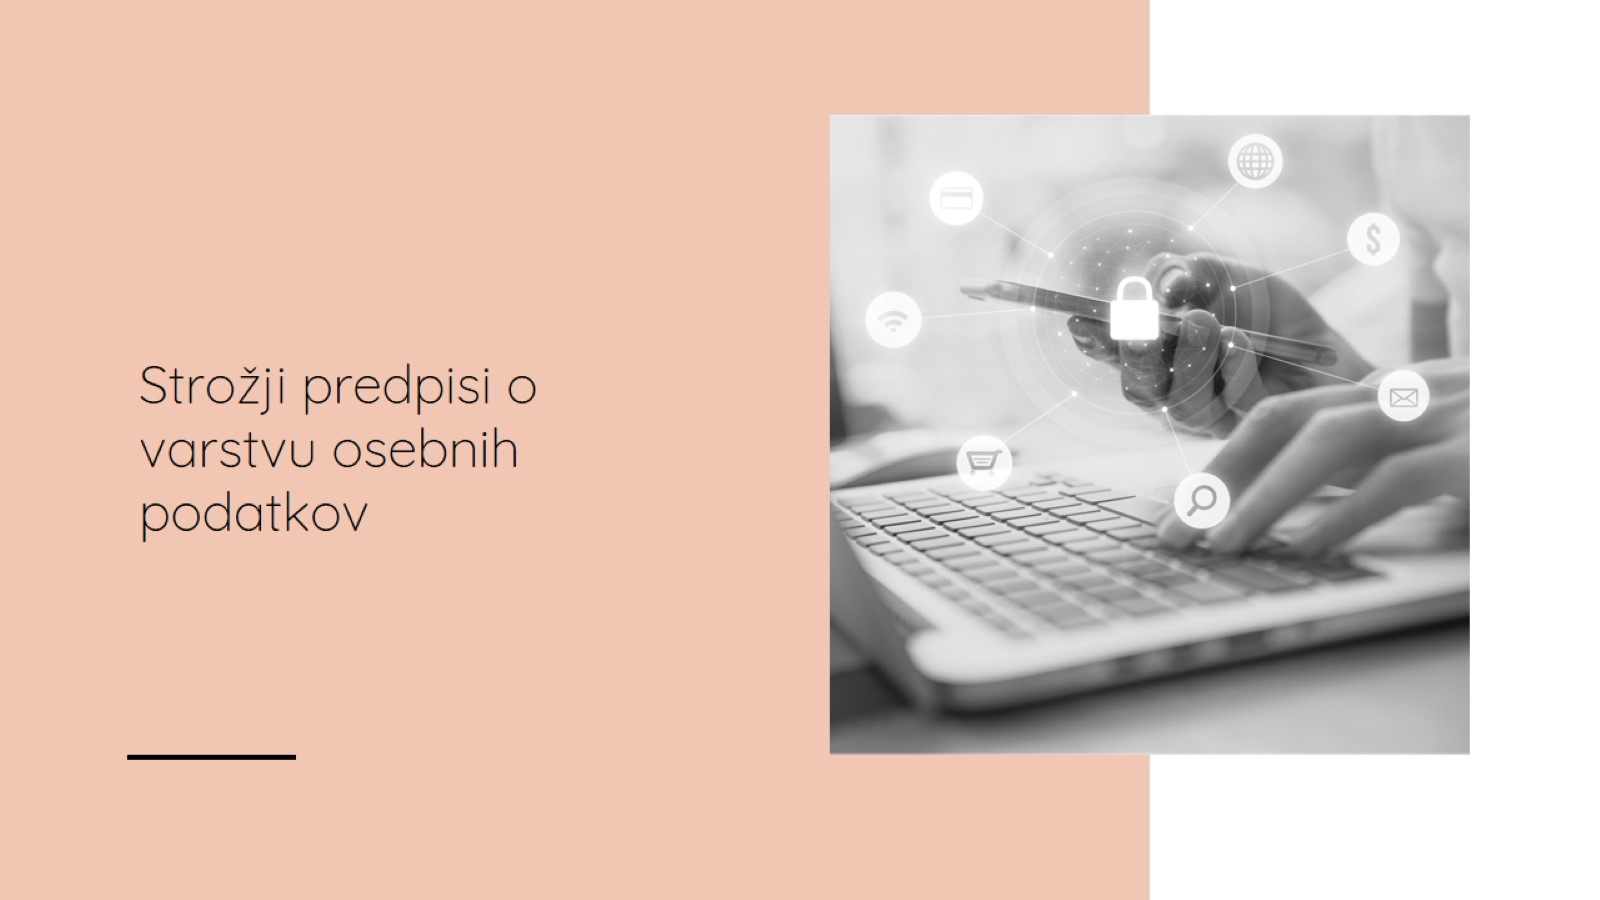 Strožji predpisi o
varstvu osebnih
podatkov
$